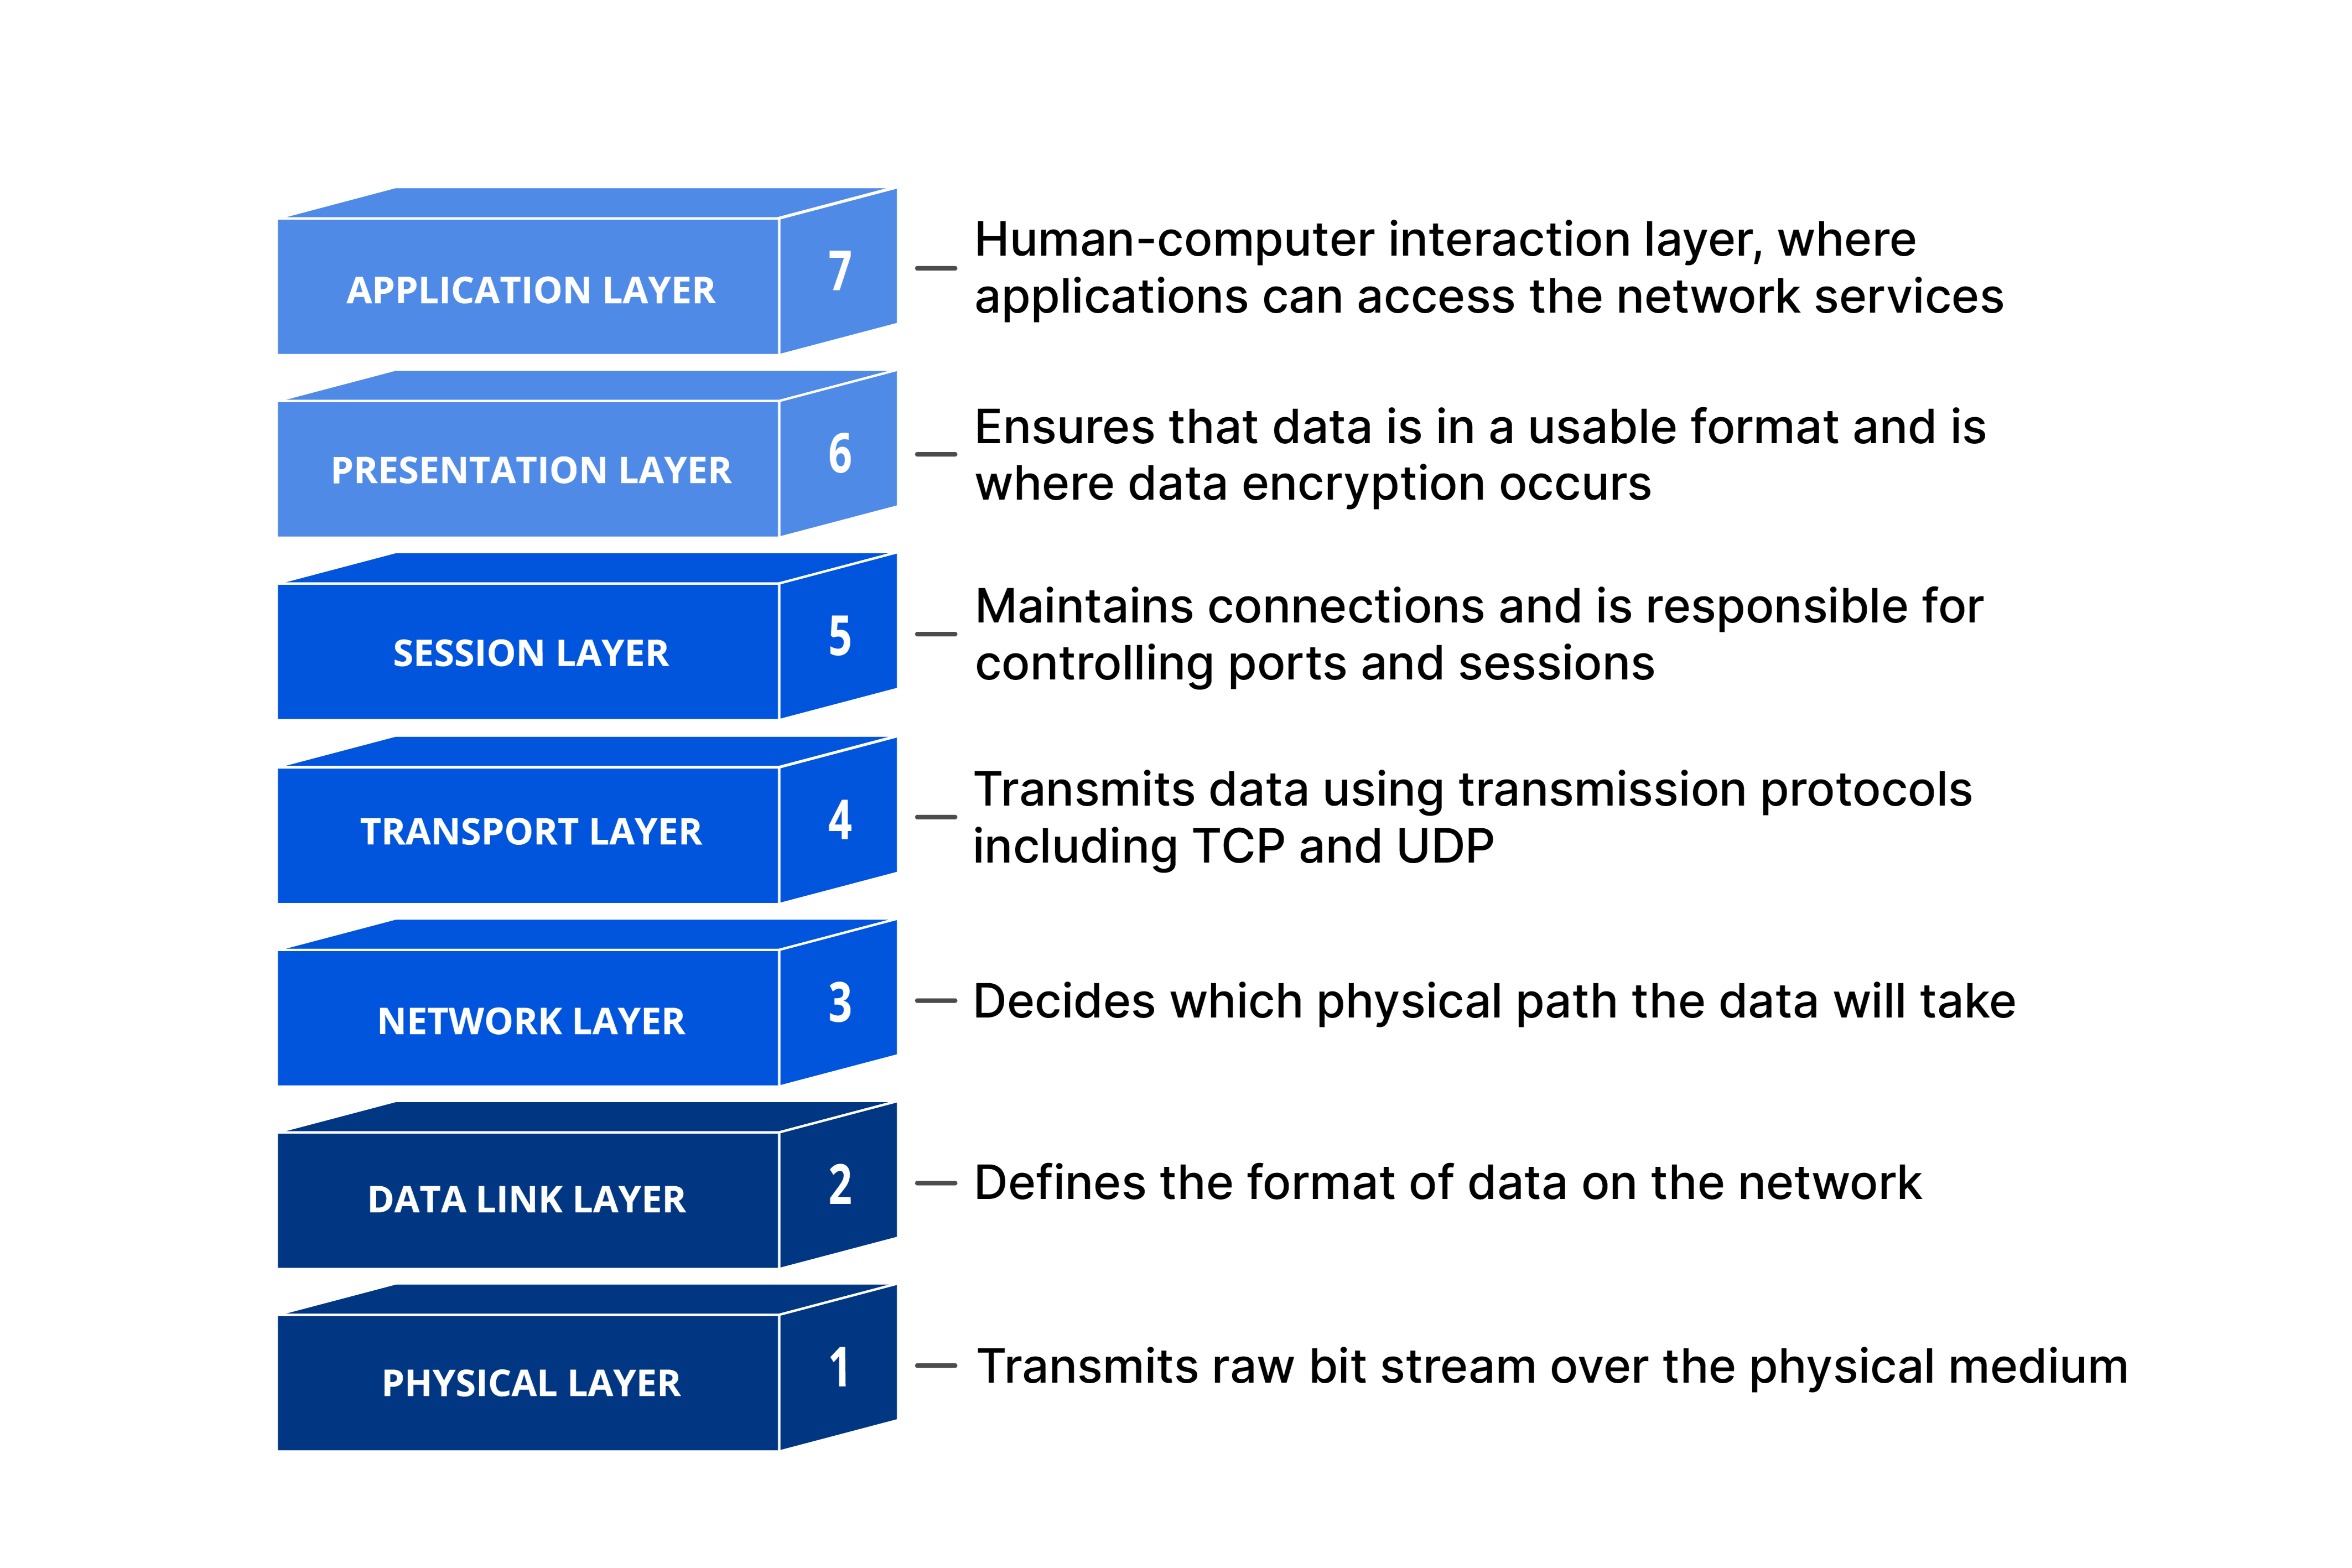 APPLICATION LAYER
7
Human-computer interaction layer, where
applications can access the network services
PRESENTATION LAYER
6
Ensures that data is in a usable format and is
where data encryption occurs
SESSION LAYER
5
Maintains connections and is responsible for
controlling ports and sessions
TRANSPORT LAYER
4
Transmits data using transmission protocols
including TCP and UDP
NETWORK LAYER
3
Decides which physical path the data will take
DATA LINK LAYER
2
Defines the format of data on the network
PHYSICAL LAYER
1
Transmits raw bit stream over the physical medium